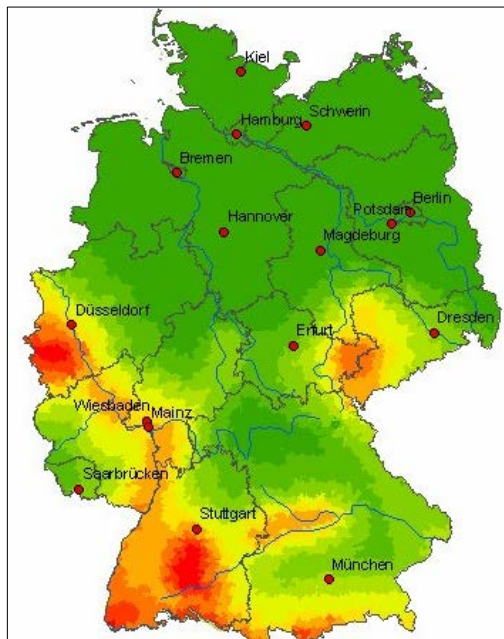 Kiel
Schwerin
Hamburg
Bremen
Berlin
Potsdam
Hannover
Magdeburg
Düsseldorf
Dresden
Erfurt
Wiesbaden
Mainz
Saarbrücken
Stuttgart
München